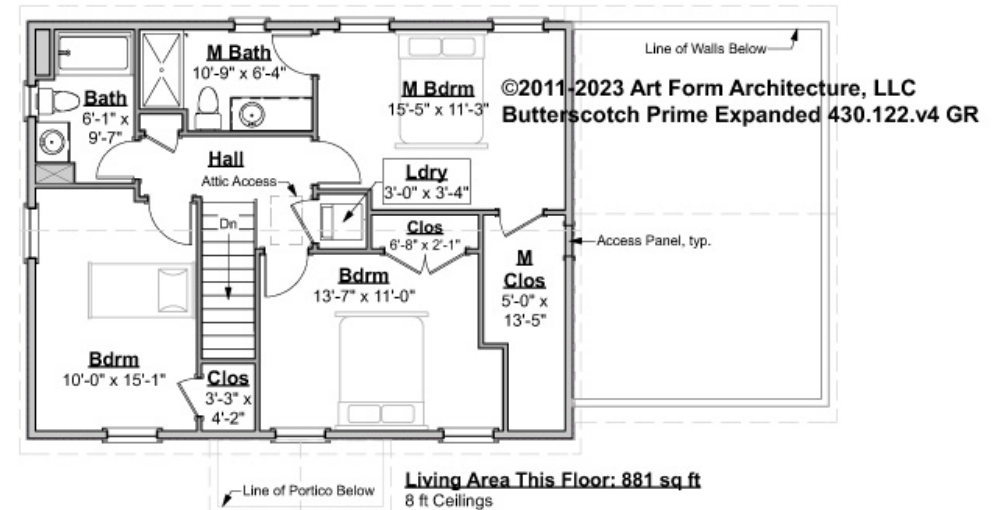 Line of Walls Below
M Bath
10'-9" x 6'-4"
M Bdrm
15'-5" x 11'-3"
©2011-2023 Art Form Architecture, LLC
Butterscotch Prime Expanded 430.122.v4 GR
Bath
6'-1" x
9'-7"
Hall
Attic Access
Ldry
3'-0" x 3'-4"
Dn
Clos
6'-8" x 2'-1"
Access Panel, typ.
M
Clos
5'-0" x
13'-5"
Bdrm
13'-7" x 11'-0"
Bdrm
10'-0" x 15'-1"
Clos
3'-3" x
4'-2"
Line of Portico Below
Living Area This Floor: 881 sq ft
8 ft Ceilings